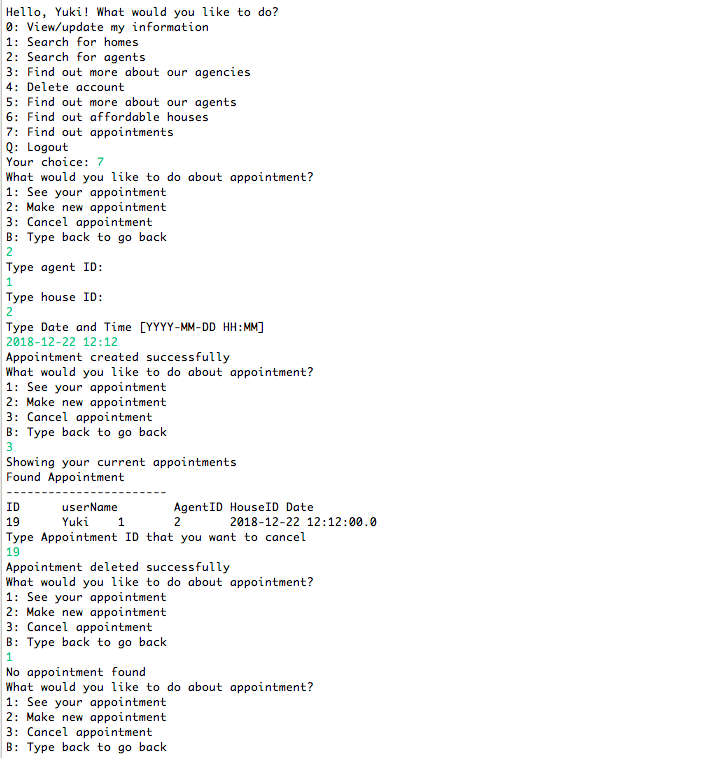 Hello, Yuki! What would you like to do?
0: View/update my information
1: Search for homes
2: Search for agents
3: Find out more about our agencies
4: Delete account
5: Find out more about our agents
6: Find out affordable houses
7: Find out appointments
Q: Logout
Your choice: 7
What would you like to do about appointment?
1: See your appointment
2: Make new appointment
3: Cancel appointment
B: Type back to go back
2
Type agent ID:
1
Type house ID:
2
Type Date and Time [YYYY-MM-DD HH:MM]
2018-12-22 12:12
Appointment created successfully
What would you like to do about appointment?
1: See your appointment
2: Make new appointment
3: Cancel appointment
B: Type back to go back
3
Showing your current appointments
Found Appointment
-----------------------
ID      userName        AgentID HouseID Date
19      Yuki    1       2       2018-12-22 12:12:00.0
Type Appointment ID that you want to cancel
19
Appointment deleted successfully
What would you like to do about appointment?
1: See your appointment
2: Make new appointment
3: Cancel appointment
B: Type back to go back
1
No appointment found
What would you like to do about appointment?
1: See your appointment
2: Make new appointment
3: Cancel appointment
B: Type back to go back